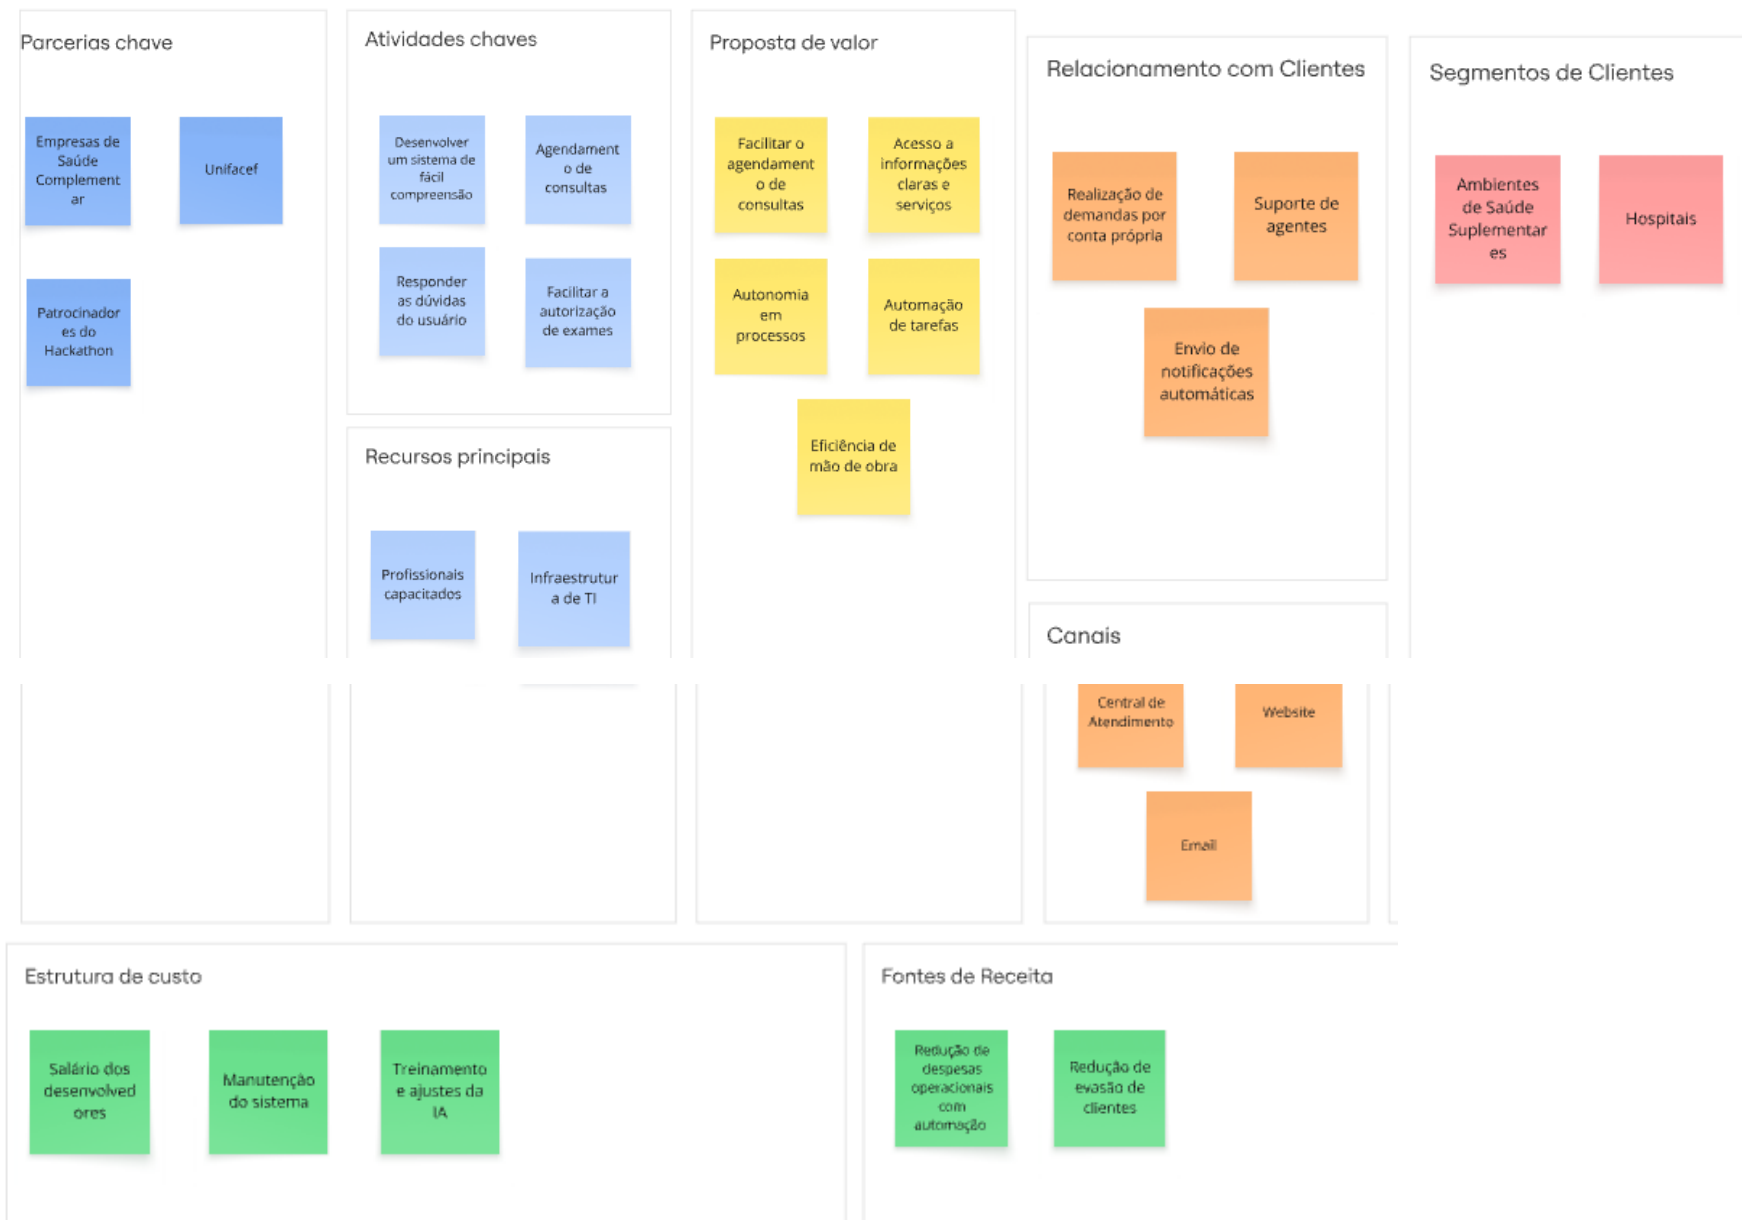 Parcerias chave
Empresas de
Saúde
Complement
ar
Unifacef
Patrocinador
es do
Hackathon
Atividades chaves
Desenvolver
um sistema de
fácil
compreensão
Agendament
o de
consultas
Responder
as dúvidas
do usuário
Facilitar a
autorização
de exames
Recursos principais
Profissionais
capacitados
Infraestrutur
a de TI
Proposta de valor
Facilitar o
agendament
o de
consultas
Acesso a
informações
claras e
serviços
Autonomia
em
processos
Automação
de tarefas
Eficiência de
mão de obra
Relacionamento com Clientes
Realização de
demandas por
conta própria
Suporte de
agentes
Envio de
notificações
automáticas
Canais
Central de
Atendimento
Website
Email
Segmentos de Clientes
Ambientes
de Saúde
Suplementar
es
Hospitais
Estrutura de custo
Salário dos
desenvolved
ores
Manutenção
do sistema
Treinamento
e ajustes da
IA
Fontes de Receita
Redução de
despesas
operacionais
com
automação
Redução de
evasão de
clientes